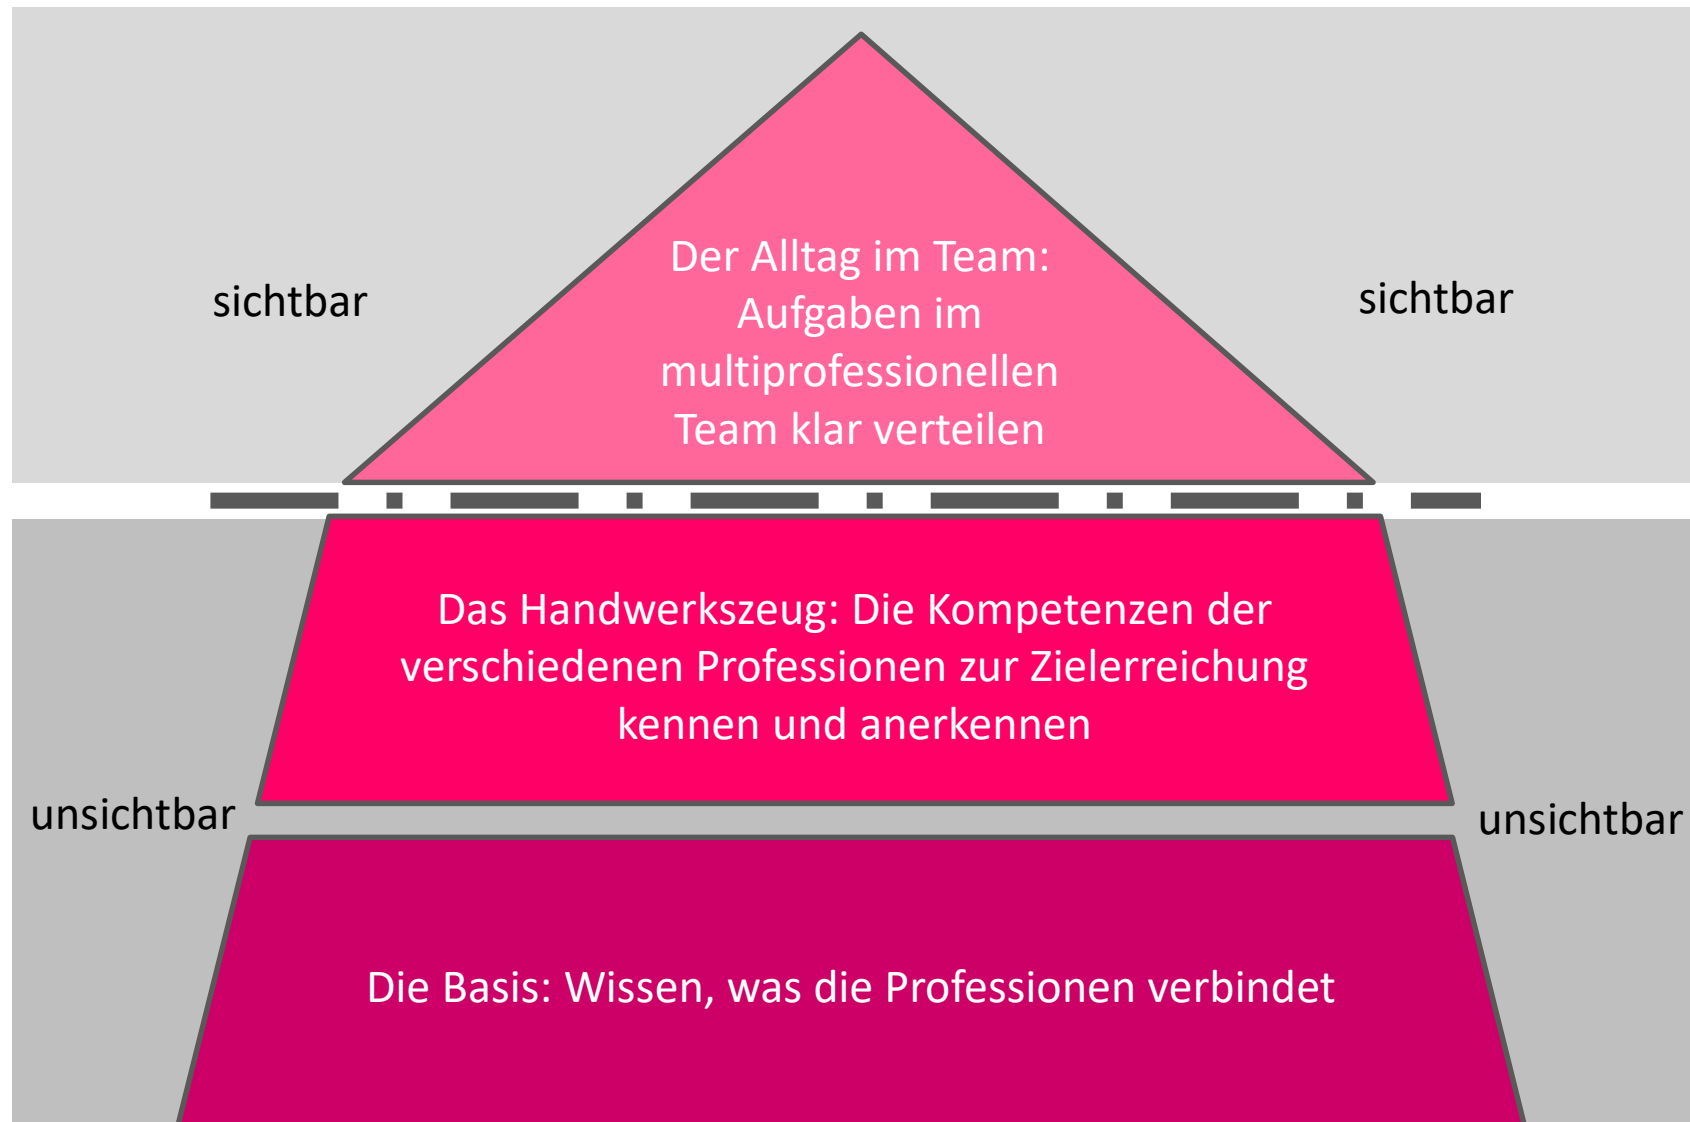 Der Alltag im Team:
Aufgaben im
multiprofessionellen
Team klar verteilen
sichtbar
sichtbar
Das Handwerkszeug: Die Kompetenzen der
verschiedenen Professionen zur Zielerreichung
kennen und anerkennen
unsichtbar
unsichtbar
Die Basis: Wissen, was die Professionen verbindet